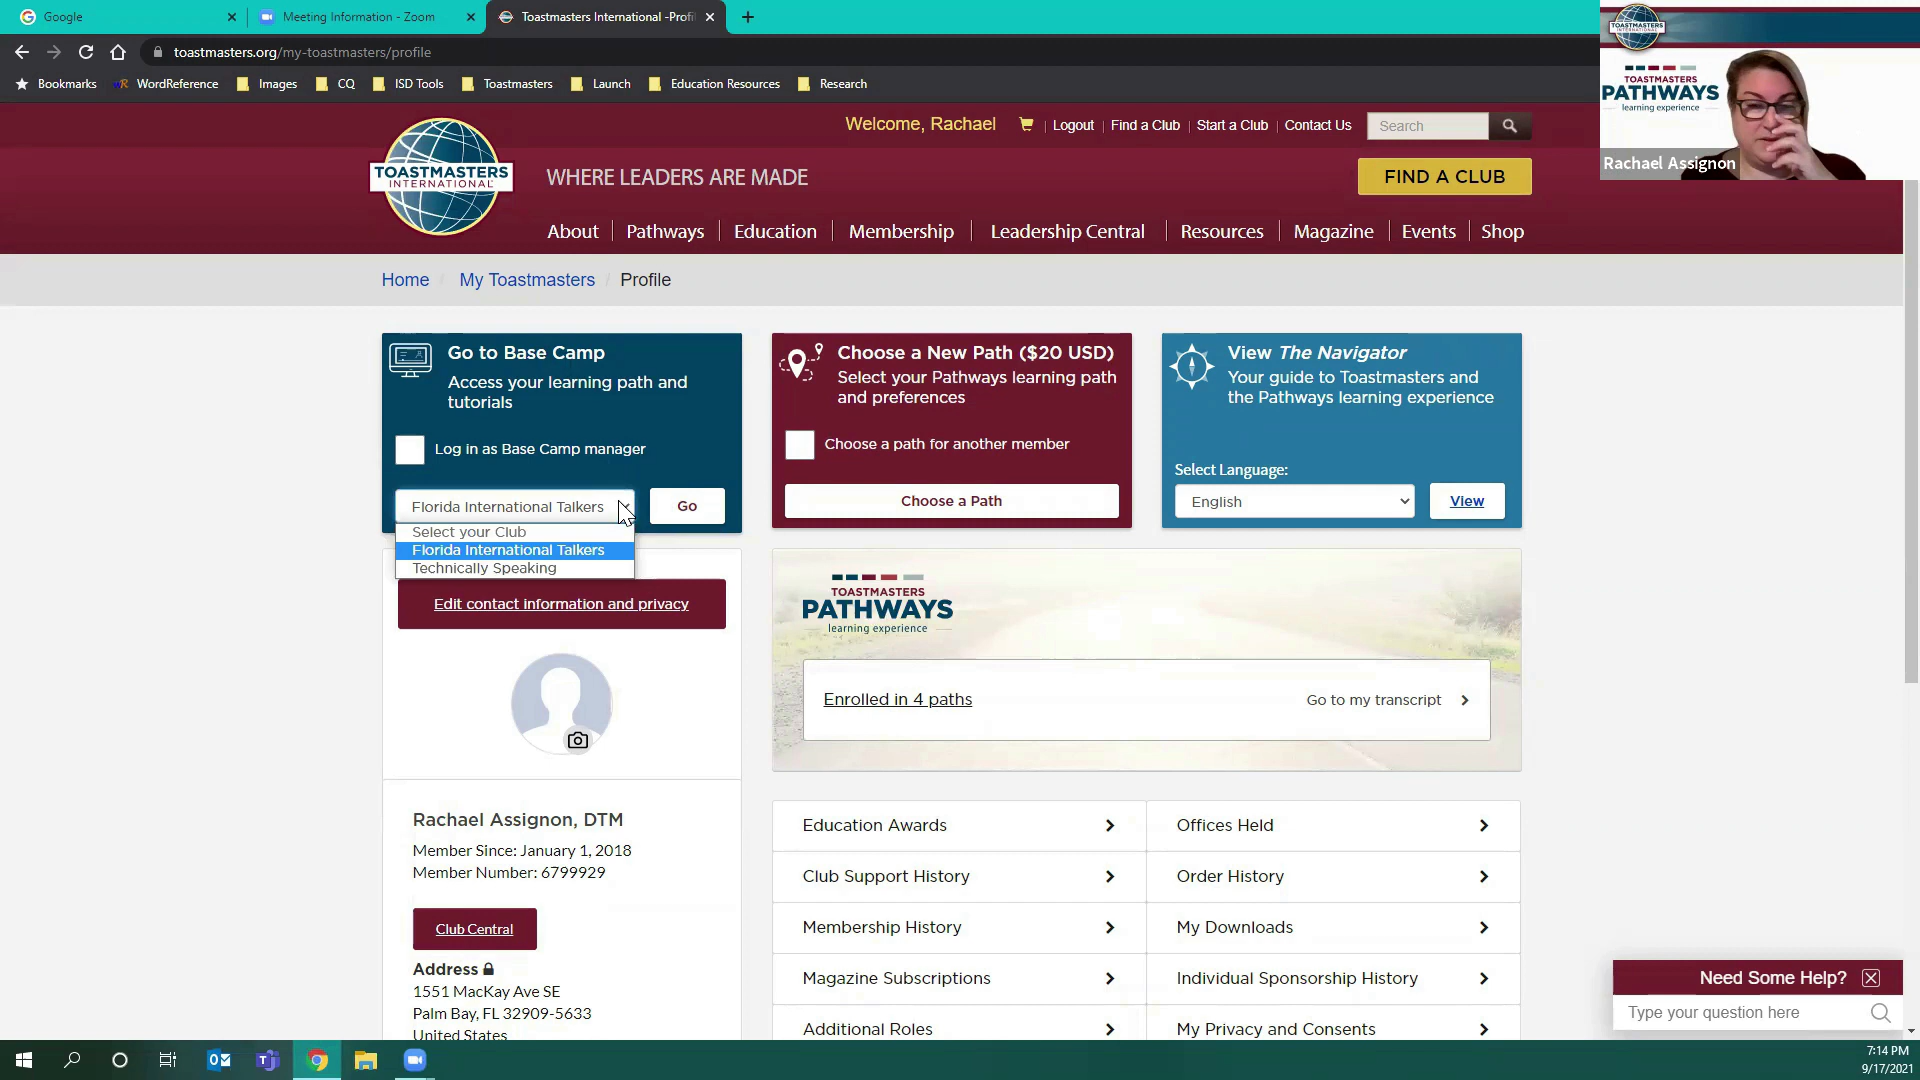 Google
Meeting Information - Zoom
Toastmasters International -Profi
toastmasters.org/my-toastmasters/profile
Bookmarks
WordReference
Images
CQ
ISD Tools
Toastmasters
Launch
Education Resources
Research
TOASTMASTERS
INTERNATIONAL
TOASTMASTERS
PATHWAYS
learning experience
Rachael Assignon
Welcome, Rachael
Logout
Find a Club
Start a Club
Contact Us
Search
TOASTMASTERS
INTERNATIONAL
WHERE LEADERS ARE MADE
FIND A CLUB
About
Pathways
Education
Membership
Leadership Central
Resources
Magazine
Events
Shop
Home / My Toastmasters / Profile
Go to Base Camp
Access your learning path and
tutorials
Log in as Base Camp manager
Florida International Talkers
Go
Select your Club
Florida International Talkers
Technically Speaking
Choose a New Path ($20 USD)
Select your Pathways learning path
and preferences
Choose a path for another member
Choose a Path
View The Navigator
Your guide to Toastmasters and
the Pathways learning experience
Select Language:
English
View
Edit contact information and privacy
TOASTMASTERS
PATHWAYS
learning experience
Enrolled in 4 paths
Go to my transcript
Rachael Assignon, DTM
Member Since: January 1, 2018
Member Number: 6799929
Club Central
Address
1551 MacKay Ave SE
Palm Bay, FL 32909-5633
United States
Education Awards
Offices Held
Club Support History
Order History
Membership History
My Downloads
Magazine Subscriptions
Individual Sponsorship History
Additional Roles
My Privacy and Consents
Need Some Help?
Type your question here
7:14 PM
9/17/2021